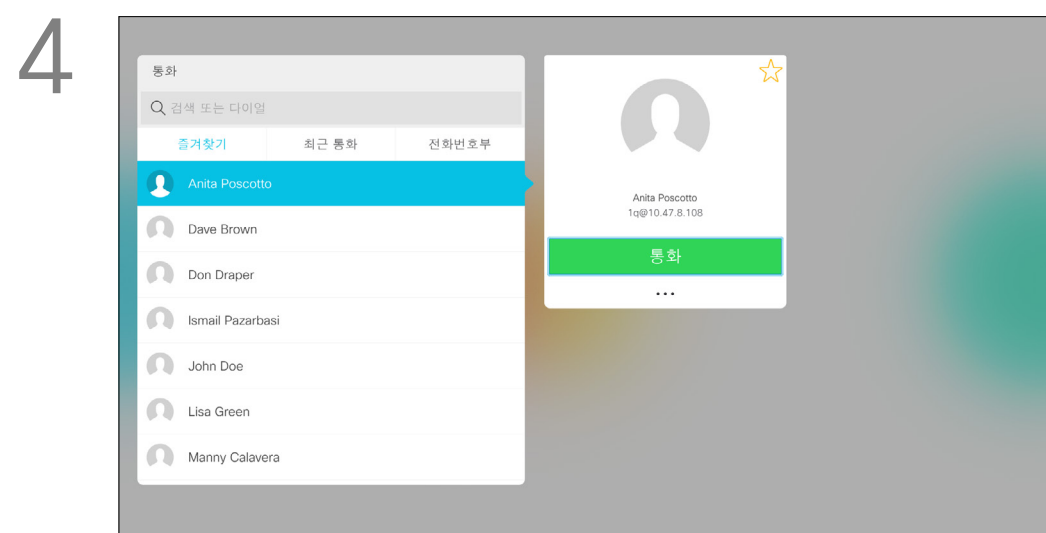 4
통화
검색 또는 다이얼
즐겨찾기 최근 통화 전화번호부
Anita Poscotto
Dave Brown
Don Draper
Ismail Pazarbasi
John Doe
Lisa Green
Manny Calavera
Anita Poscotto
1q@10.47.8.108
통화
...